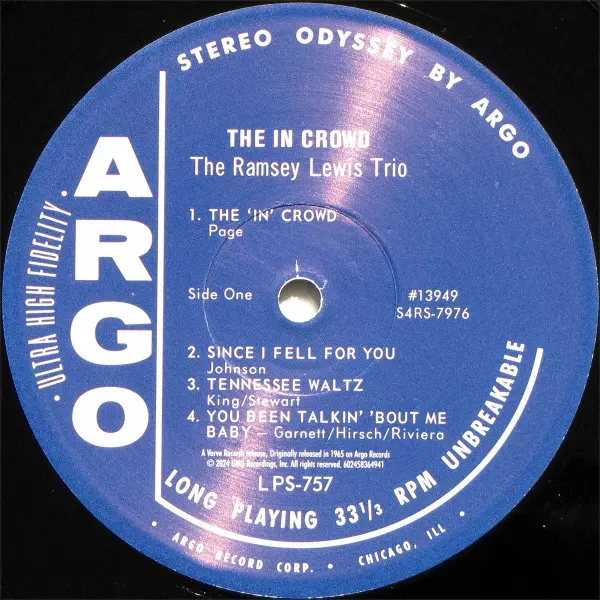 STEREO ODYSSEY BY ARGO
ARGO
· ULTRA HIGH FIDELITY ·
THE IN CROWD
The Ramsey Lewis Trio
1. THE 'IN' CROWD
Page
Side One
#13949
S4RS-7976
2. SINCE I FELL FOR YOU
Johnson
3. TENNESSEE WALTZ
King/Stewart
4. YOU BEEN TALKIN' 'BOUT ME
BABY – Garnett/Hirsch/Riviera
A Verve Records release; Originally released in 1965 on Argo Records
© 2024 UMG Recordings, Inc. All rights reserved. 602458364941
LPS-757
LONG PLAYING 33 1/3 RPM UNBREAKABLE
· ARGO RECORD CORP. · CHICAGO, ILL ·